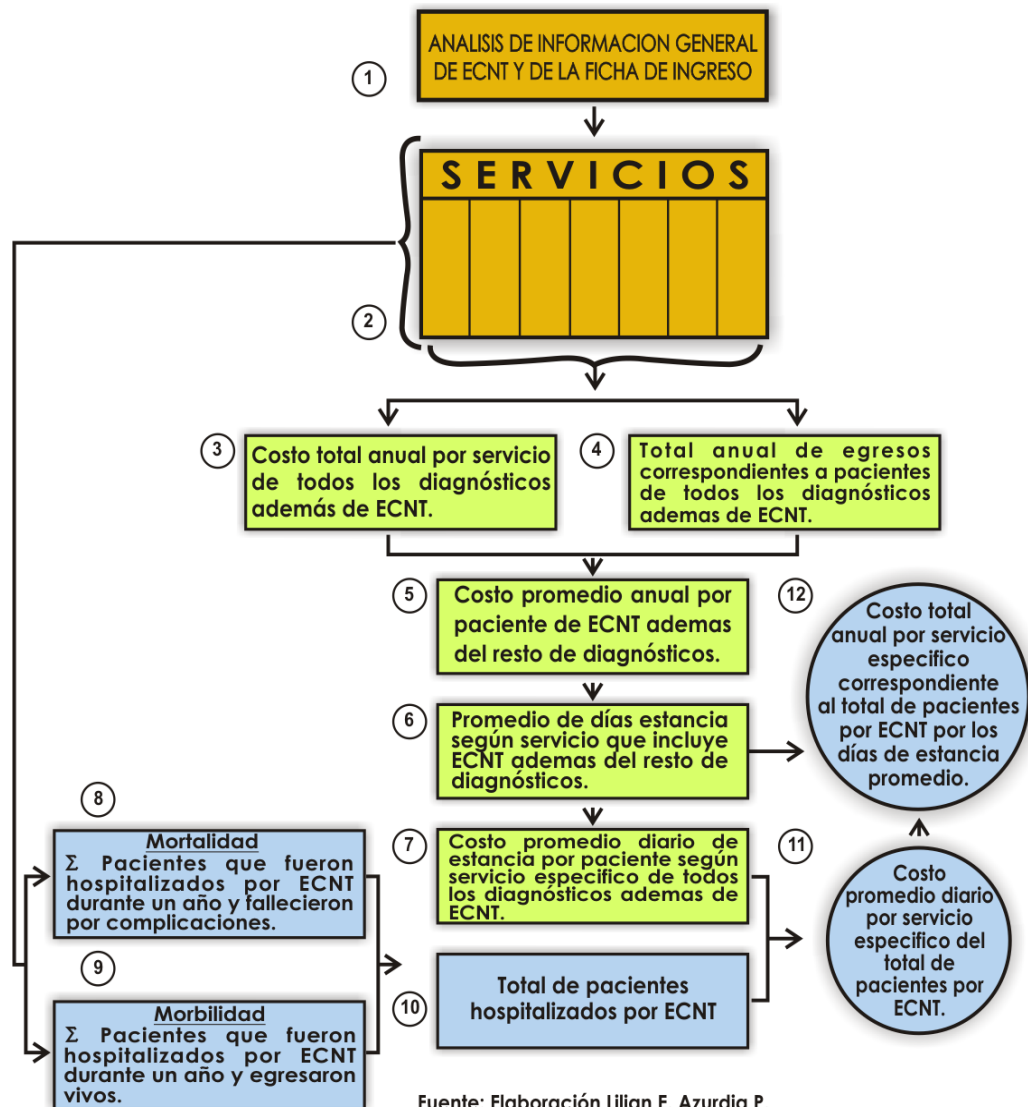 1
ANALISIS DE INFORMACION GENERAL
DE ECNT Y DE LA FICHA DE INGRESO
SERVICIOS
2
3
Costo total anual por servicio
de todos los diagnósticos
además de ECNT.
4
Total anual de egresos
correspondientes a pacientes
de todos los diagnósticos
ademas de ECNT.
5
Costo promedio anual por
paciente de ECNT ademas
del resto de diagnósticos.
12
Costo total
anual por servicio
especifico
correspondiente
al total de pacientes
por ECNT por los
días de estancia
promedio.
6
Promedio de días estancia
según servicio que incluye
ECNT ademas del resto de
diagnósticos.
8
Mortalidad
Σ Pacientes que fueron
hospitalizados por ECNT
durante un año y fallecieron
por complicaciones.
7
Costo promedio diario de
estancia por paciente según
servicio especifico de todos
los diagnósticos ademas de
ECNT.
11
Costo
promedio diario
por servicio
especifico del
total de
pacientes por
ECNT.
9
Morbilidad
Σ Pacientes que fueron
hospitalizados por ECNT
durante un año y egresaron
vivos.
10
Total de pacientes
hospitalizados por ECNT
Fuente: Elaboración Lilian E. Azurdia P.